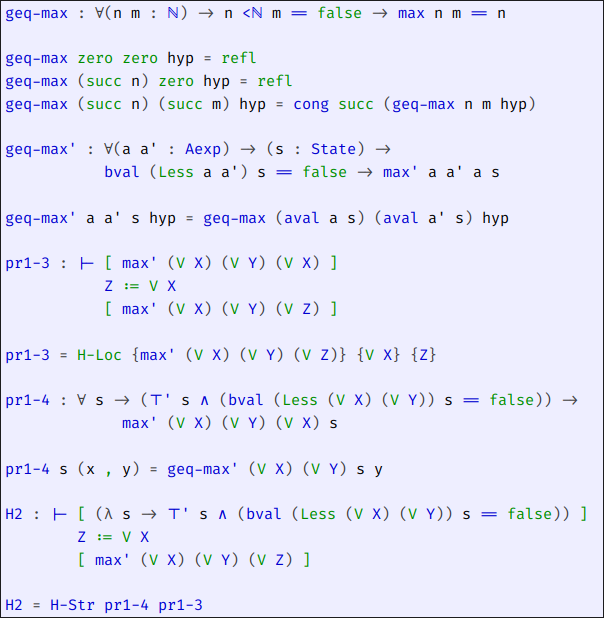 geq-max : ∀(n m : ℕ) → n <ℕ m == false → max n m == n
geq-max zero zero hyp = refl
geq-max (succ n) zero hyp = refl
geq-max (succ n) (succ m) hyp = cong succ (geq-max n m hyp)
geq-max' : ∀(a a' : Aexp) → (s : State) →
bval (Less a a') s == false → max' a a' a s
geq-max' a a' s hyp = geq-max (aval a s) (aval a' s) hyp
pr1-3 : ⊢ [ max' (V X) (V Y) (V X) ]
Z := V X
[ max' (V X) (V Y) (V Z) ]
pr1-3 = H-Loc {max' (V X) (V Y) (V Z)} {V X} {Z}
pr1-4 : ∀ s → (⊤' s ∧ (bval (Less (V X) (V Y)) s == false)) →
max' (V X) (V Y) (V X) s
pr1-4 s (x , y) = geq-max' (V X) (V Y) s y
H2 : ⊢ [ (λ s → ⊤' s ∧ (bval (Less (V X) (V Y)) s == false)) ]
Z := V X
[ max' (V X) (V Y) (V Z) ]
H2 = H-Str pr1-4 pr1-3